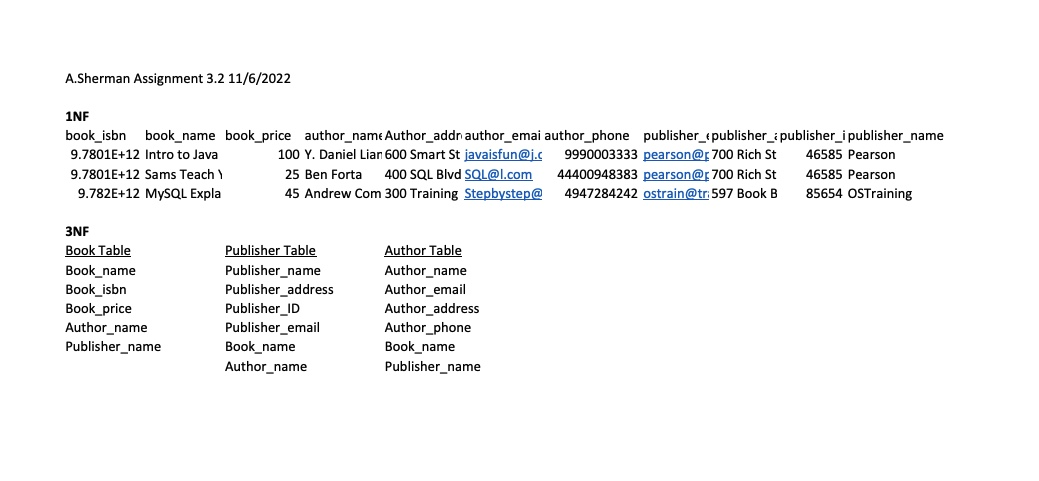 A.Sherman Assignment 3.2 11/6/2022
1NF
book_isbn book_name book_price author_name Author_addr author_emai author_phone publisher_e publisher_a publisher_i publisher_name
9.7801E+12 Intro to Java 100 Y. Daniel Lian 600 Smart St javaisfun@j.c 9990003333 pearson@p 700 Rich St 46585 Pearson
9.7801E+12 Sams Teach Y 25 Ben Forta 400 SQL Blvd SQL@l.com 44400948383 pearson@p 700 Rich St 46585 Pearson
9.782E+12 MySQL Expla 45 Andrew Com 300 Training Stepbystep@ 4947284242 ostrain@tr 597 Book B 85654 OSTraining
3NF
Book Table Publisher Table Author Table
Book_name Publisher_name Author_name
Book_isbn Publisher_address Author_email
Book_price Publisher_ID Author_address
Author_name Publisher_email Author_phone
Publisher_name Book_name Book_name
Author_name Publisher_name